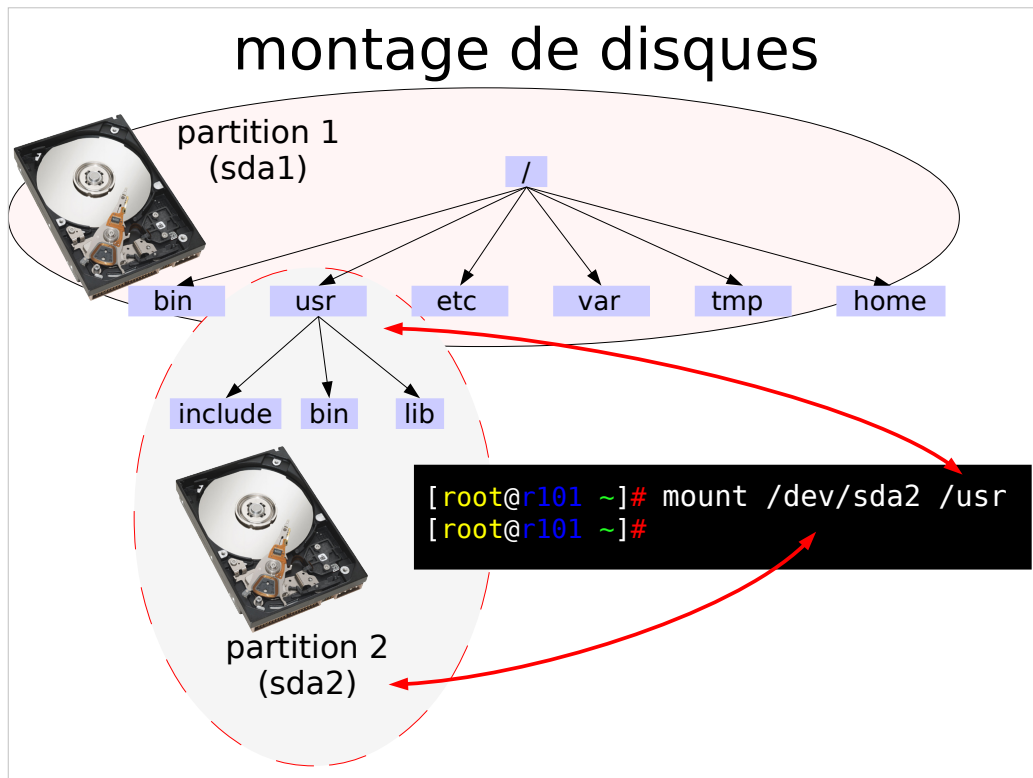 montage de disques
partition 1
(sda1)
/
bin usr etc var tmp home
include bin lib
[root@r101 ~]# mount /dev/sda2 /usr
[root@r101 ~]#
partition 2
(sda2)